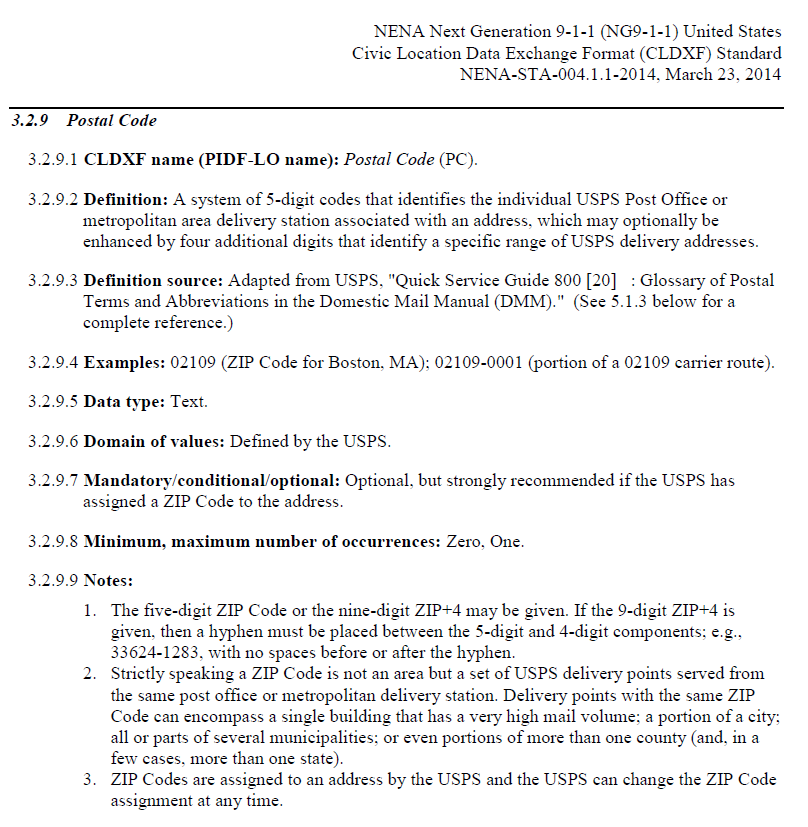 NENA Next Generation 9-1-1 (NG9-1-1) United States
Civic Location Data Exchange Format (CLDXF) Standard
NENA-STA-004.1.1-2014, March 23, 2014
3.2.9 Postal Code
3.2.9.1 CLDXF name (PIDF-LO name): Postal Code (PC).
3.2.9.2 Definition: A system of 5-digit codes that identifies the individual USPS Post Office or
metropolitan area delivery station associated with an address, which may optionally be
enhanced by four additional digits that identify a specific range of USPS delivery addresses.
3.2.9.3 Definition source: Adapted from USPS, "Quick Service Guide 800 [20] : Glossary of Postal
Terms and Abbreviations in the Domestic Mail Manual (DMM)." (See 5.1.3 below for a
complete reference.)
3.2.9.4 Examples: 02109 (ZIP Code for Boston, MA); 02109-0001 (portion of a 02109 carrier route).
3.2.9.5 Data type: Text.
3.2.9.6 Domain of values: Defined by the USPS.
3.2.9.7 Mandatory/conditional/optional: Optional, but strongly recommended if the USPS has
assigned a ZIP Code to the address.
3.2.9.8 Minimum, maximum number of occurrences: Zero, One.
3.2.9.9 Notes:
1. The five-digit ZIP Code or the nine-digit ZIP+4 may be given. If the 9-digit ZIP+4 is
given, then a hyphen must be placed between the 5-digit and 4-digit components; e.g.,
33624-1283, with no spaces before or after the hyphen.
2. Strictly speaking a ZIP Code is not an area but a set of USPS delivery points served from
the same post office or metropolitan delivery station. Delivery points with the same ZIP
Code can encompass a single building that has a very high mail volume; a portion of a city;
all or parts of several municipalities; or even portions of more than one county (and, in a
few cases, more than one state).
3. ZIP Codes are assigned to an address by the USPS and the USPS can change the ZIP Code
assignment at any time.